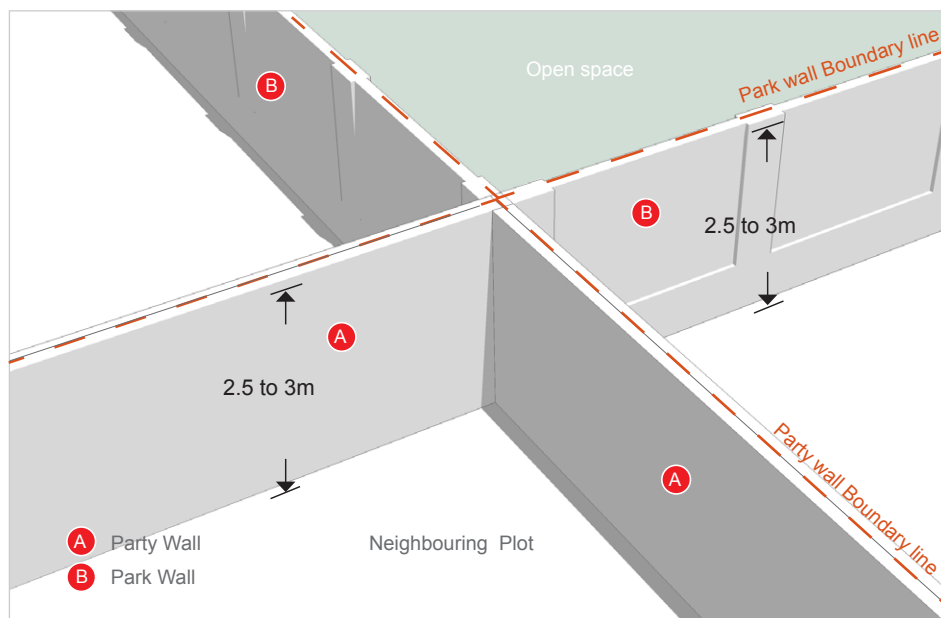 Park wall Boundary line
Open space
B
B
2.5 to 3m
A
2.5 to 3m
A
Party wall Boundary line
A Party Wall
Neighbouring Plot
B Park Wall